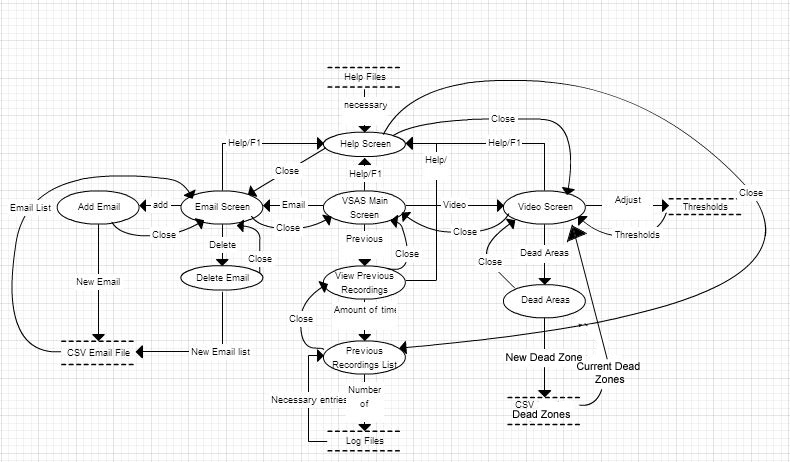 Help Files
necessary
Close
Help/F1
Help Screen
Help/F1
Help/
Close
Help/F1
Close
Email List
Add Email
add
Email Screen
Email
VSAS Main
Screen
Video
Video Screen
Adjust
Thresholds
Close
Close
Close
Thresholds
Delete
Previous
Close
Close
Dead Areas
Close
New Email
Delete Email
View Previous
Recordings
Dead Areas
Amount of time
Close
CSV Email File
New Email list
Previous
Recordings List
New Dead Zone
Current Dead
Zones
Necessary entries
Number
of
CSV
Dead Zones
Log Files